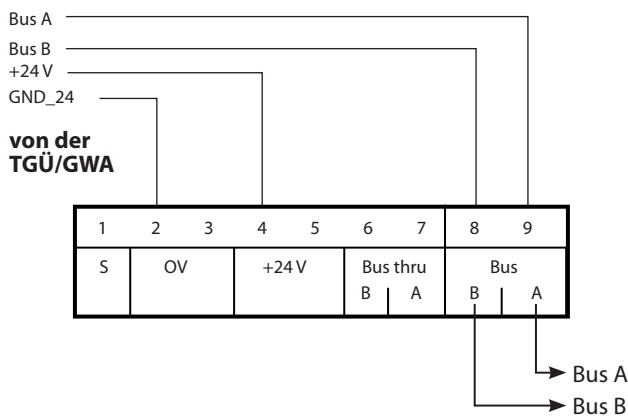 Bus A
Bus B
+24 V
GND_24
von der
TGÜ/GWA
1 2 3 4 5 6 7 8 9
S OV +24 V Bus thru Bus
B A B A
Bus A
Bus B